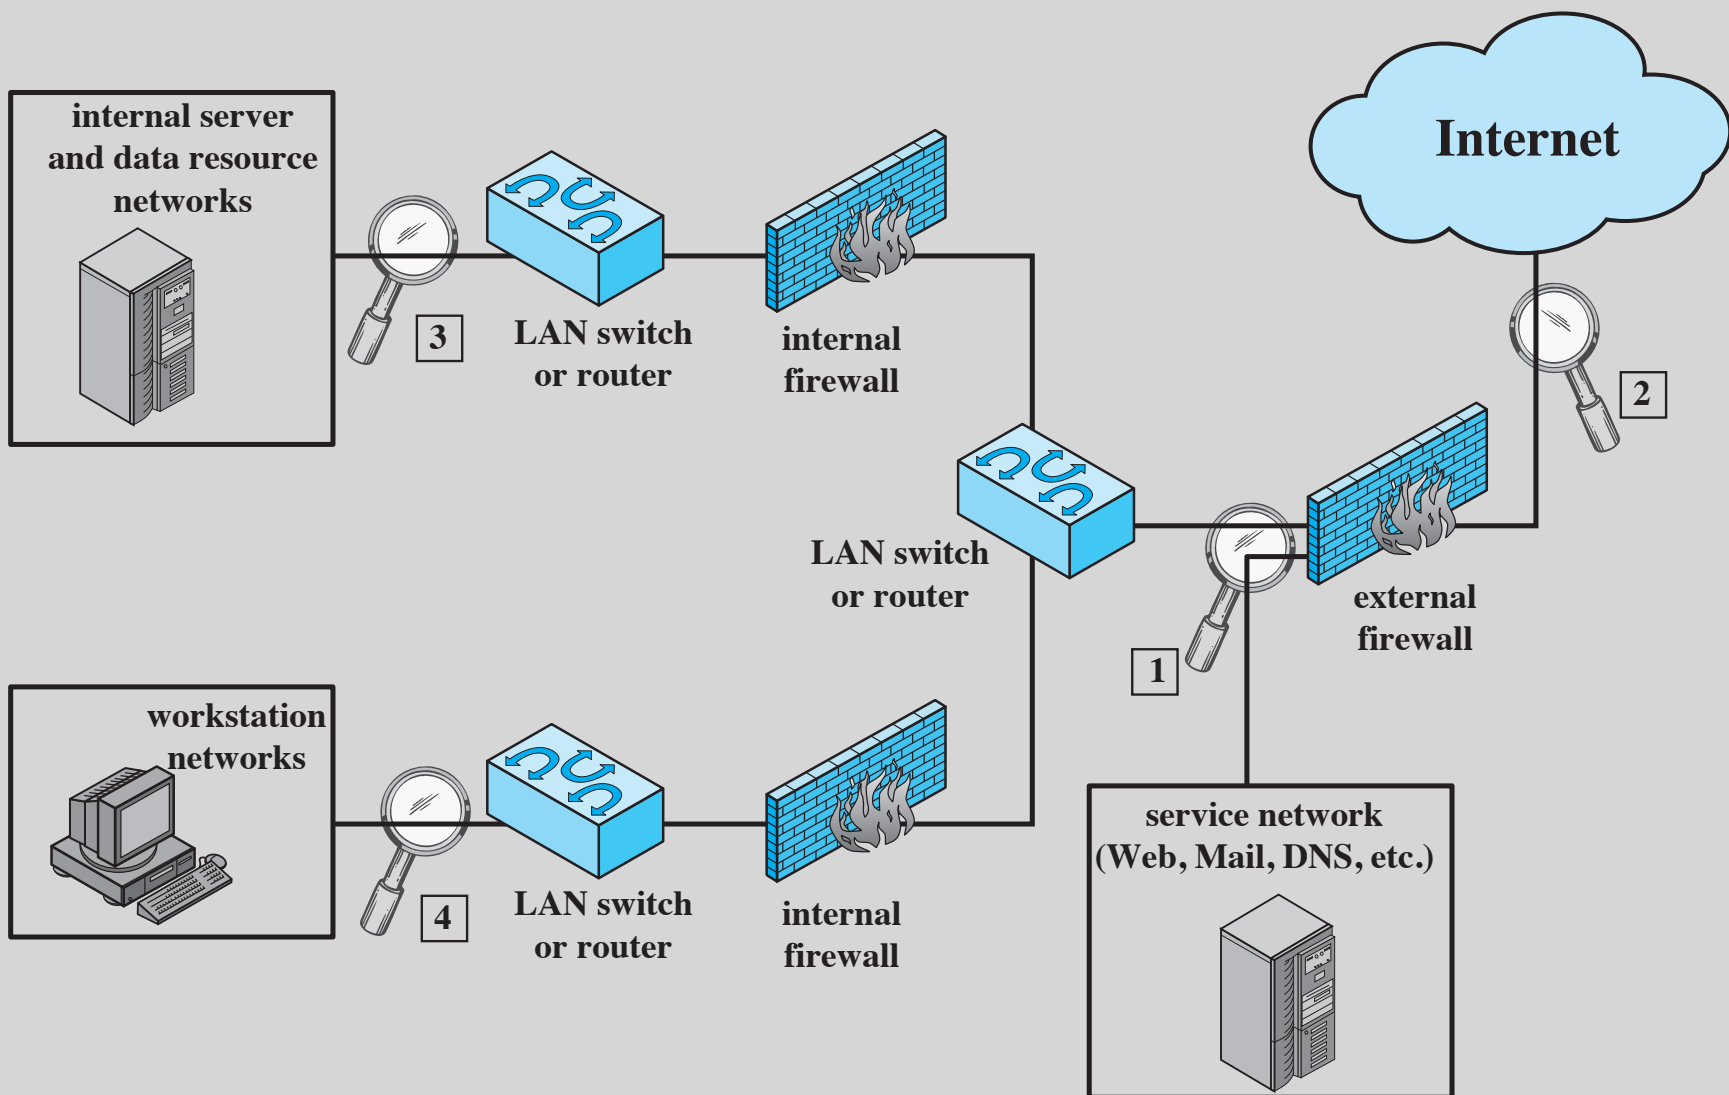 Internet
internal server
and data resource
networks
3
LAN switch
or router
internal
firewall
2
LAN switch
or router
1
external
firewall
workstation
networks
4
LAN switch
or router
internal
firewall
service network
(Web, Mail, DNS, etc.)